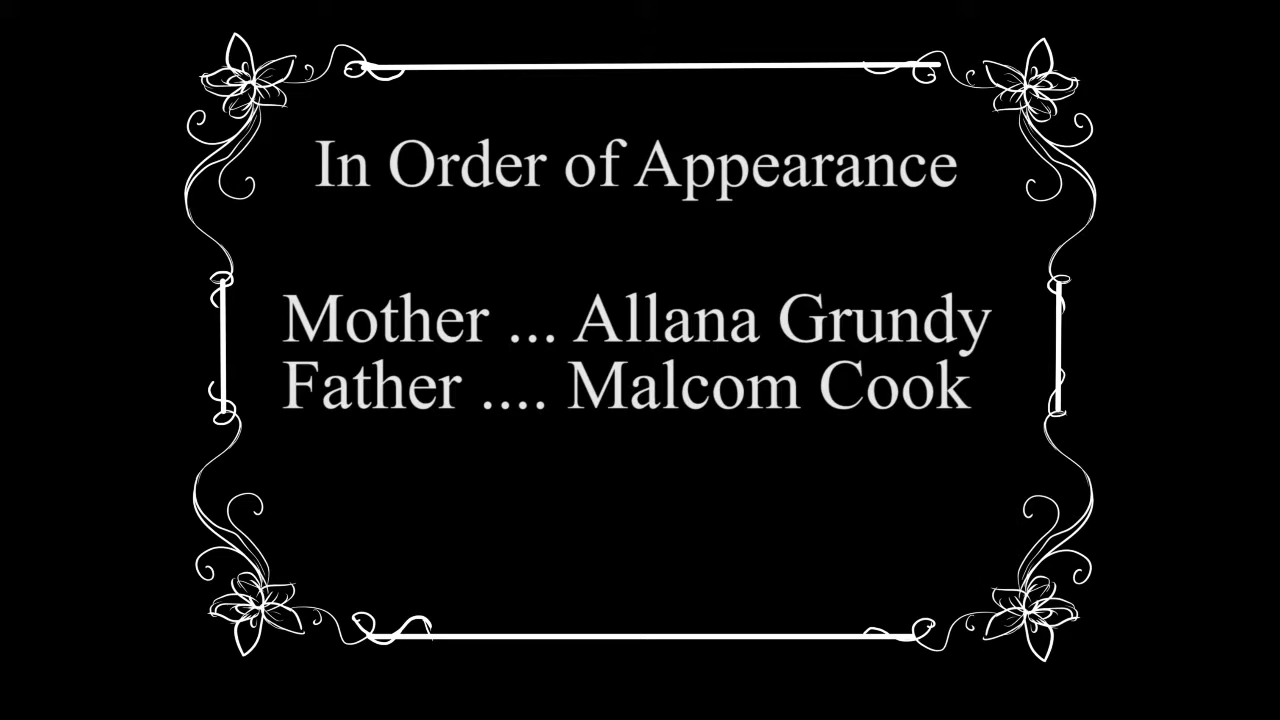 In Order of Appearance
Mother ... Allana Grundy
Father .... Malcom Cook